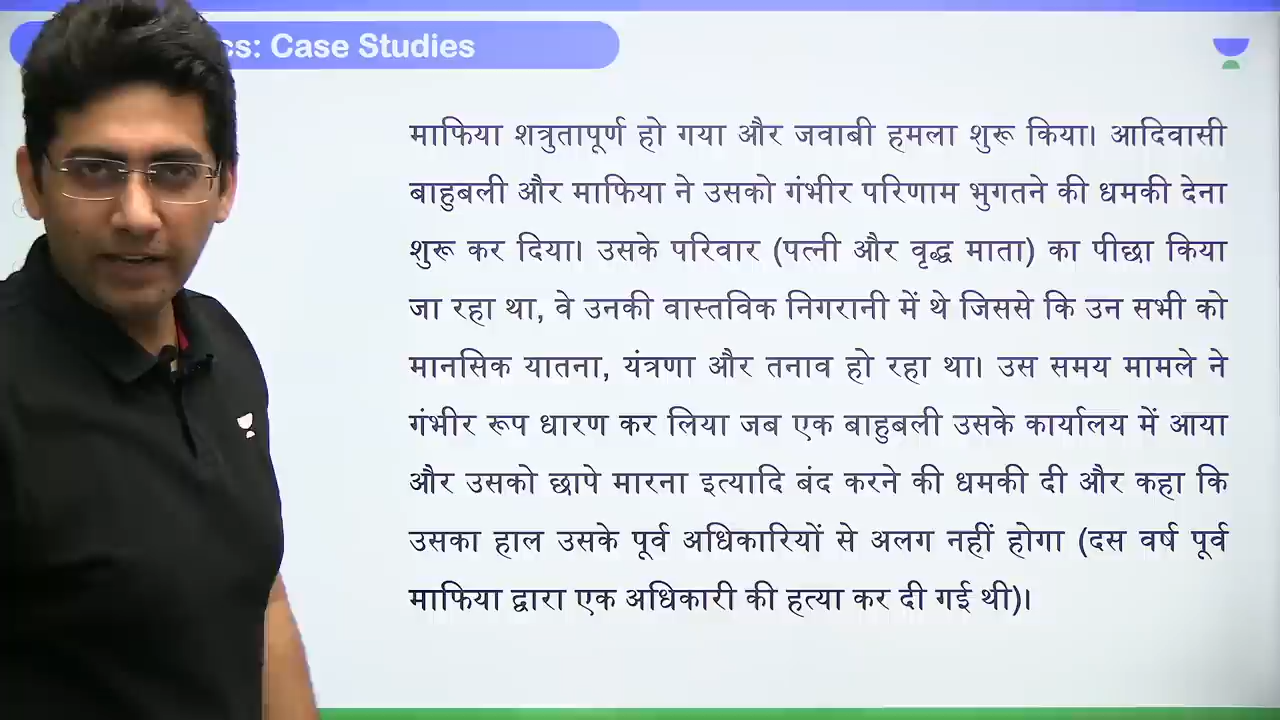 cs: Case Studies
माफिया शत्रुतापूर्ण हो गया और जवाबी हमला शुरू किया। आदिवासी
बाहुबली और माफिया ने उसको गंभीर परिणाम भुगतने की धमकी देना
शुरू कर दिया। उसके परिवार (पत्नी और वृद्ध माता) का पीछा किया
जा रहा था, वे उनकी वास्तविक निगरानी में थे जिससे कि उन सभी को
मानसिक यातना, यंत्रणा और तनाव हो रहा था। उस समय मामले ने
गंभीर रूप धारण कर लिया जब एक बाहुबली उसके कार्यालय में आया
और उसको छापे मारना इत्यादि बंद करने की धमकी दी और कहा कि
उसका हाल उसके पूर्व अधिकारियों से अलग नहीं होगा (दस वर्ष पूर्व
माफिया द्वारा एक अधिकारी की हत्या कर दी गई थी)।